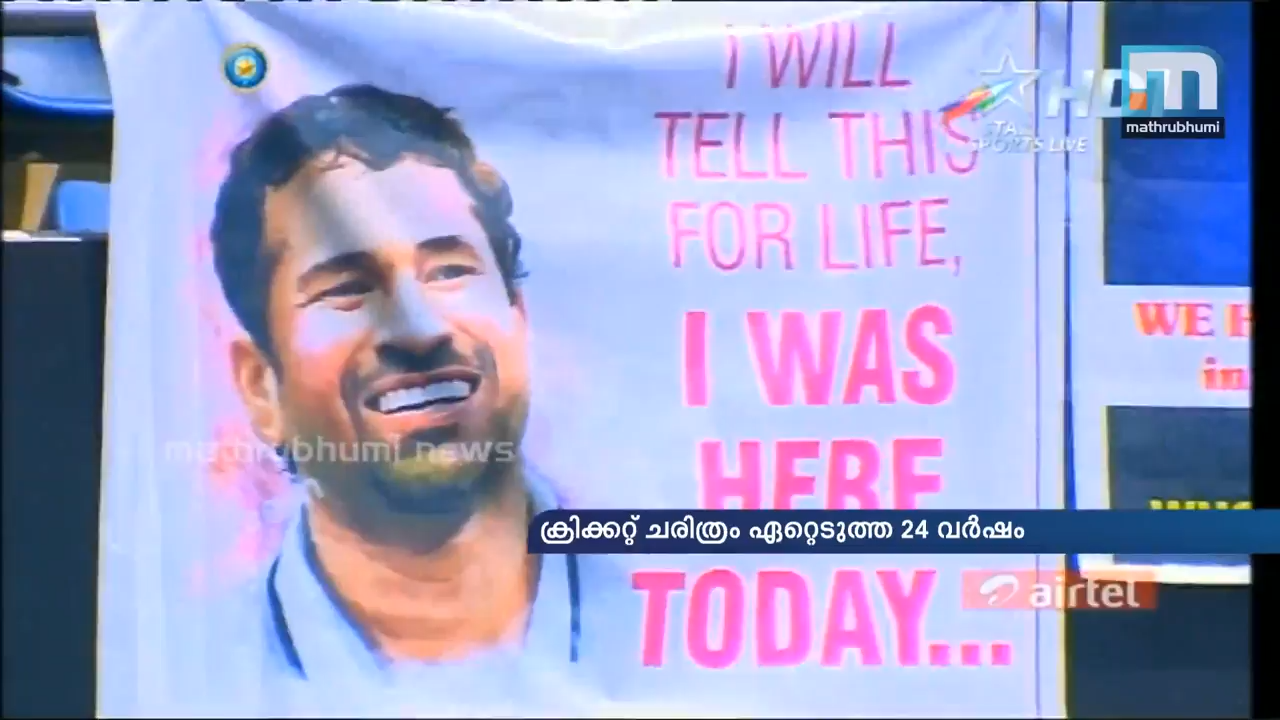 I WILL
TELL THIS
FOR LIFE,
I WAS
HERE
TODAY...
HD
SPORTS LIVE
mathrubhumi
WE
in
mathrubhumi news
ക്രിക്കറ്റ് ചരിത്രം ഏറ്റെടുത്ത 24 വർഷം
airtel